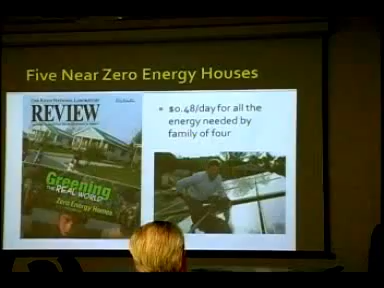 Five Near Zero Energy Houses
REVIEW
Greening
THE REAL WORLD
Zero Energy Homes
▪ $0.48/day for all the
energy needed by
family of four